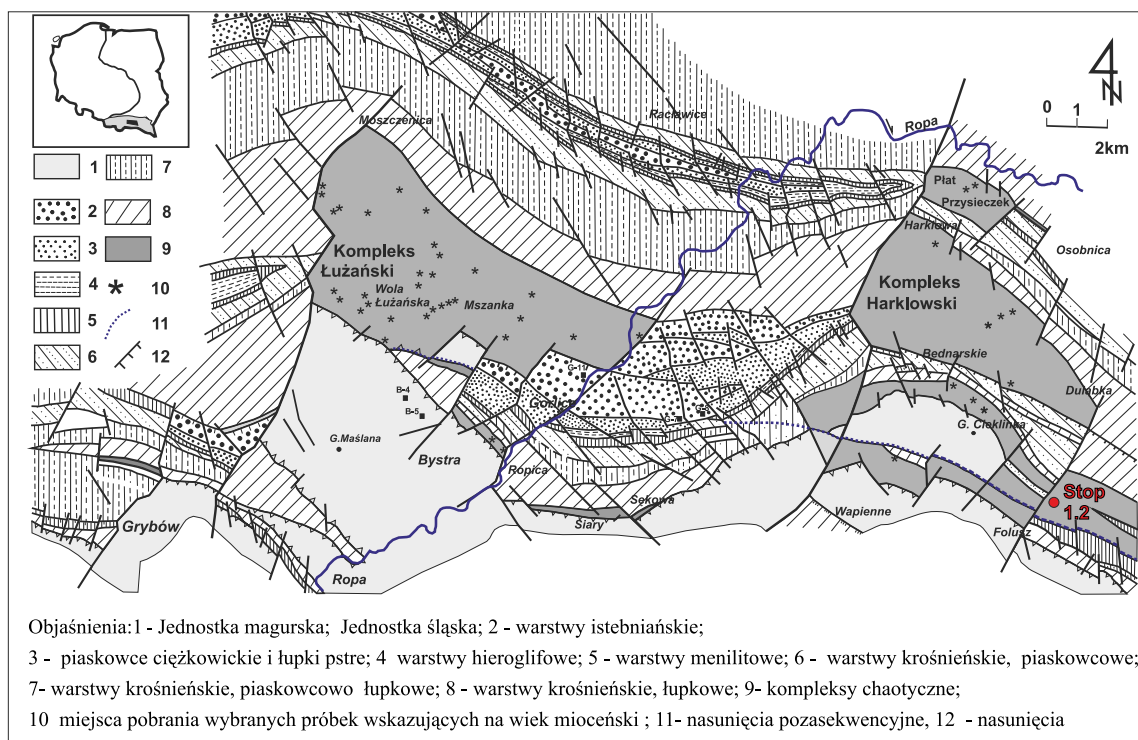 Ropa
0 1
2km
Racławice
Moszczenica
1 7
2 8
3 9
4 10
5 11
6 12
Płat
Przysieczek
Harklowa
Osobnica
Kompleks
Łużański
Wola
Łużańska
Mszanka
Kompleks
Harklowski
Bednarskie
Duląbka
G-11
B-4
B-5
Gorlice
G.Maślana
Bystra
G. Cieklinka
Ropica
Sękowa
Siary
Wapienne
Folusz
Stop
1,2
Grybów
Ropa
Objaśnienia:1 - Jednostka magurska; Jednostka śląska; 2 - warstwy istebniańskie;
3 - piaskowce ciężkowickie i łupki pstre; 4 warstwy hieroglifowe; 5 - warstwy menilitowe; 6 - warstwy krośnieńskie, piaskowcowe;
7- warstwy krośnieńskie, piaskowcowo łupkowe; 8 - warstwy krośnieńskie, łupkowe; 9- kompleksy chaotyczne;
10 miejsca pobrania wybranych próbek wskazujących na wiek mioceński ; 11- nasunięcia pozasekwencyjne, 12 - nasunięcia